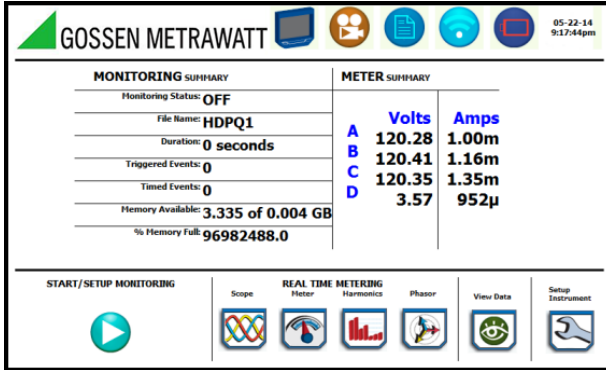 GOSSEN METRAWATT
05-22-14
9:17:44pm
MONITORING SUMMARY
Monitoring Status: OFF
File Name: HDPQ1
Duration: 0 seconds
Triggered Events: 0
Timed Events: 0
Memory Available: 3.335 of 0.004 GB
% Memory Full: 96982488.0
METER SUMMARY
Volts Amps
A 120.28 1.00m
B 120.41 1.16m
C 120.35 1.35m
D 3.57 952µ
START/SETUP MONITORING
REAL TIME METERING
Scope Meter Harmonics Phasor
View Data
Setup
Instrument